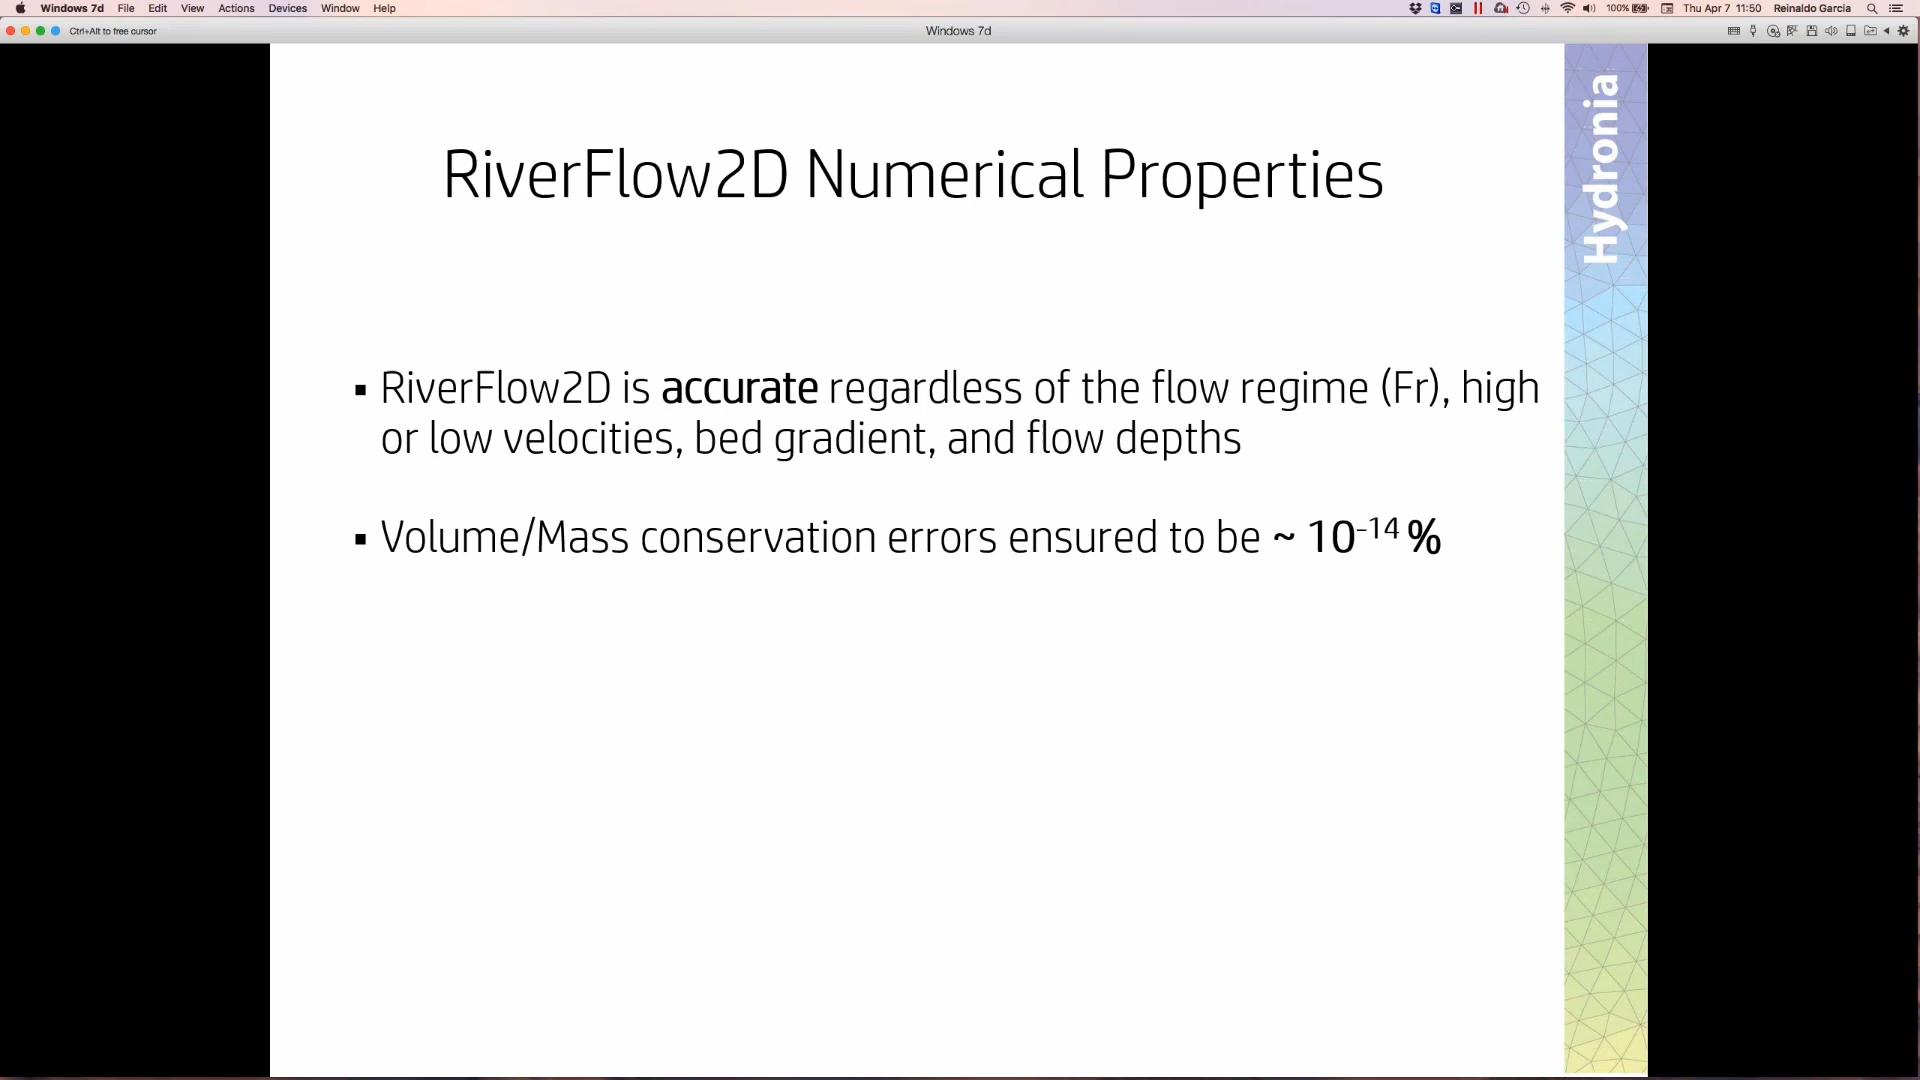 Windows 7d File Edit View Actions Devices Window Help 100% Thu Apr 7 11:50 Reinaldo Garcia
Ctrl+Alt to free cursor Windows 7d
Hydronia
RiverFlow2D Numerical Properties
▪ RiverFlow2D is accurate regardless of the flow regime (Fr), high
or low velocities, bed gradient, and flow depths
▪ Volume/Mass conservation errors ensured to be ~ 10⁻¹⁴ %